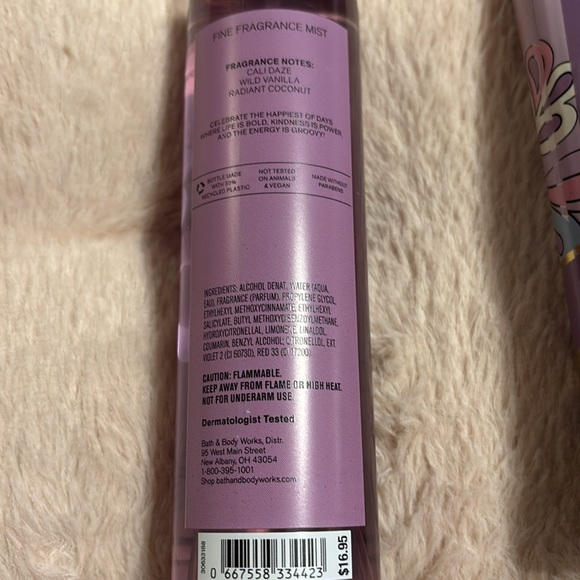 FINE FRAGRANCE MIST
FRAGRANCE NOTES:
CALI DAZE
WILD VANILLA
RADIANT COCONUT
CELEBRATE THE HAPPIEST OF DAYS
WHERE LIFE IS BOLD, KINDNESS IS POWER
AND THE ENERGY IS GROOVY!
BOTTLE MADE
WITH 50%
RECYCLED PLASTIC
NOT TESTED
ON ANIMALS
& VEGAN
MADE WITHOUT
PARABENS
INGREDIENTS: ALCOHOL DENAT., WATER (AQUA,
EAU), FRAGRANCE (PARFUM), PROPYLENE GLYCOL,
ETHYLHEXYL METHOXYCINNAMATE, ETHYLHEXYL
SALICYLATE, BUTYL METHOXYDIBENZOYLMETHANE,
HYDROXYCITRONELLAL, LIMONENE, LINALOOL,
COUMARIN, BENZYL ALCOHOL, CITRONELLOL, EXT.
VIOLET 2 (CI 60730), RED 33 (CI 17200)
CAUTION: FLAMMABLE.
KEEP AWAY FROM FLAME OR HIGH HEAT.
NOT FOR UNDERARM USE.
Dermatologist Tested
Bath & Body Works, Distr.
95 West Main Street
New Albany, OH 43054
1-800-395-1001
Shop bathandbodyworks.com
30633168
0 667558 334423
$16.95